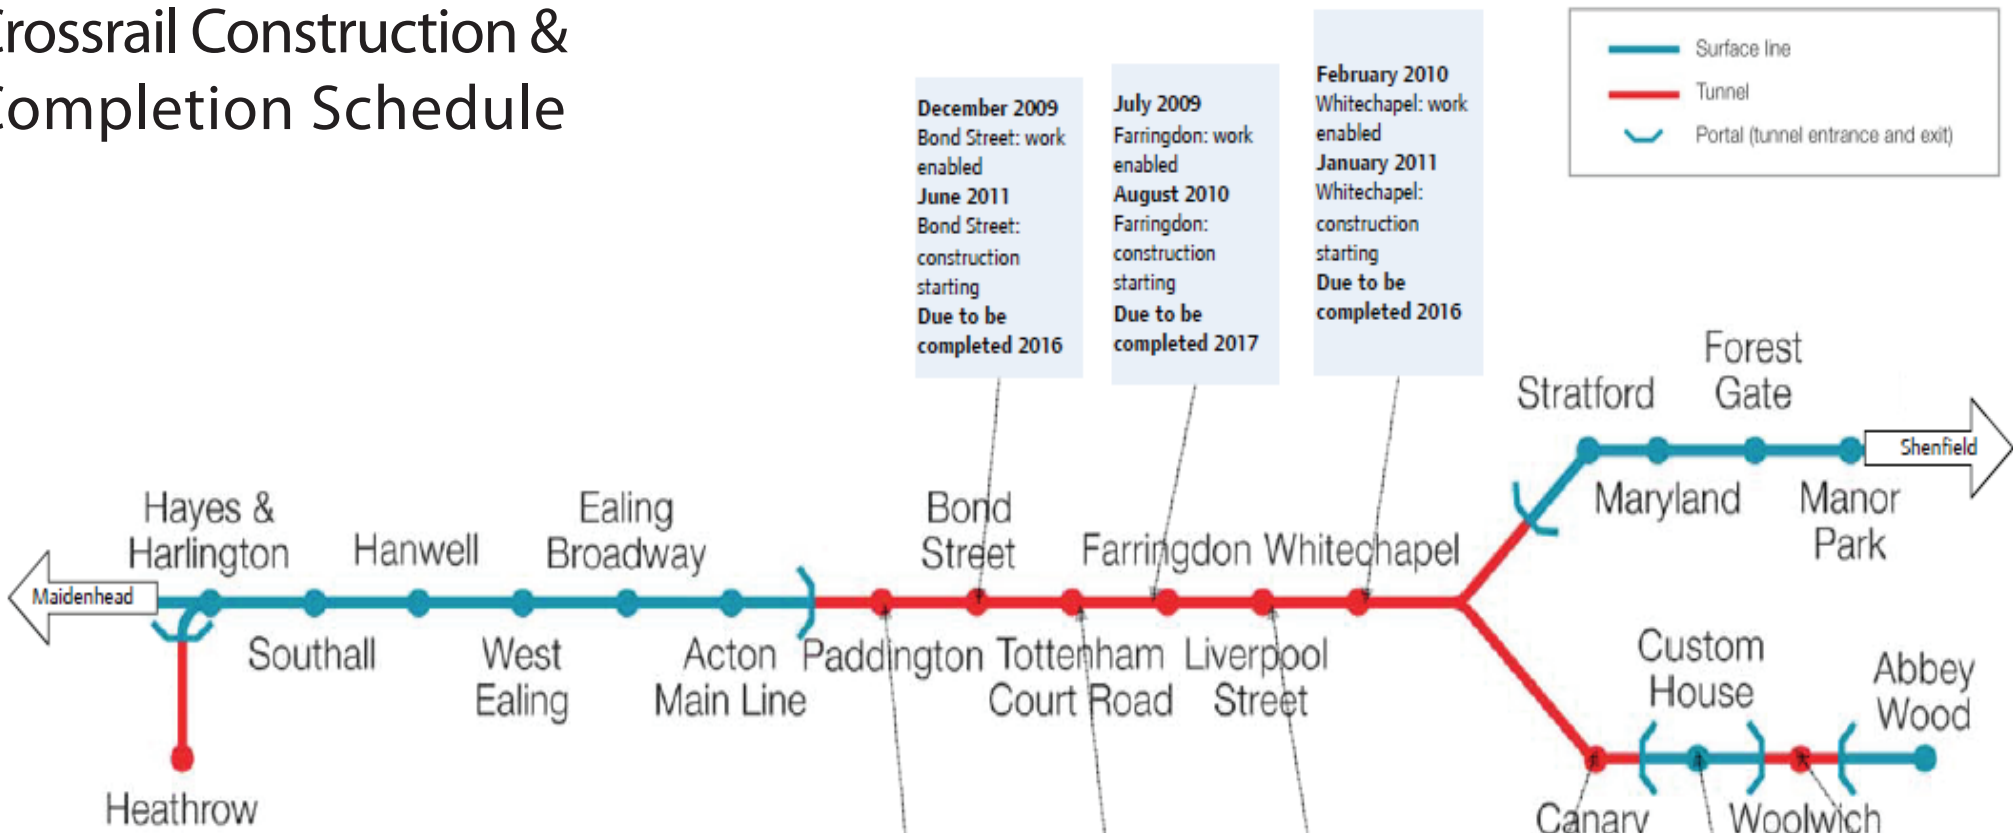 rossrail Construction &
ompletion Schedule
December 2009
Bond Street: work
enabled
June 2011
Bond Street:
construction
starting
Due to be
completed 2016
July 2009
Farringdon: work
enabled
August 2010
Farringdon:
construction
starting
Due to be
completed 2017
February 2010
Whitechapel: work
enabled
January 2011
Whitechapel:
construction
starting
Due to be
completed 2016
Surface line
Tunnel
Portal (tunnel entrance and exit)
Stratford
Forest
Gate
Shenfield
Maryland
Manor
Park
Maidenhead
Hayes &
Harlington
Hanwell
Ealing
Broadway
Bond
Street
Farringdon
Whitechapel
Southall
West
Ealing
Acton
Main Line
Paddington
Tottenham
Court Road
Liverpool
Street
Custom
House
Abbey
Wood
Heathrow
Canary
Woolwich